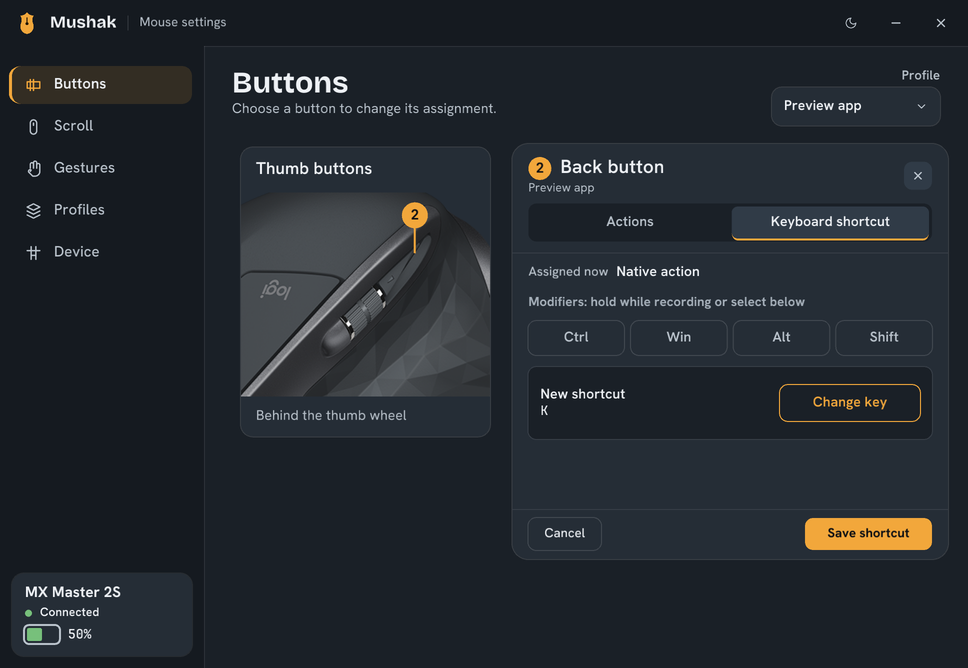 Mushak
Mouse settings
Buttons
Scroll
Gestures
Profiles
Device
MX Master 2S
Connected
50%
Buttons
Choose a button to change its assignment.
Profile
Preview app
Thumb buttons
2
logi
Behind the thumb wheel
2 Back button
Preview app
Actions
Keyboard shortcut
Assigned now Native action
Modifiers: hold while recording or select below
Ctrl
Win
Alt
Shift
New shortcut
K
Change key
Cancel
Save shortcut